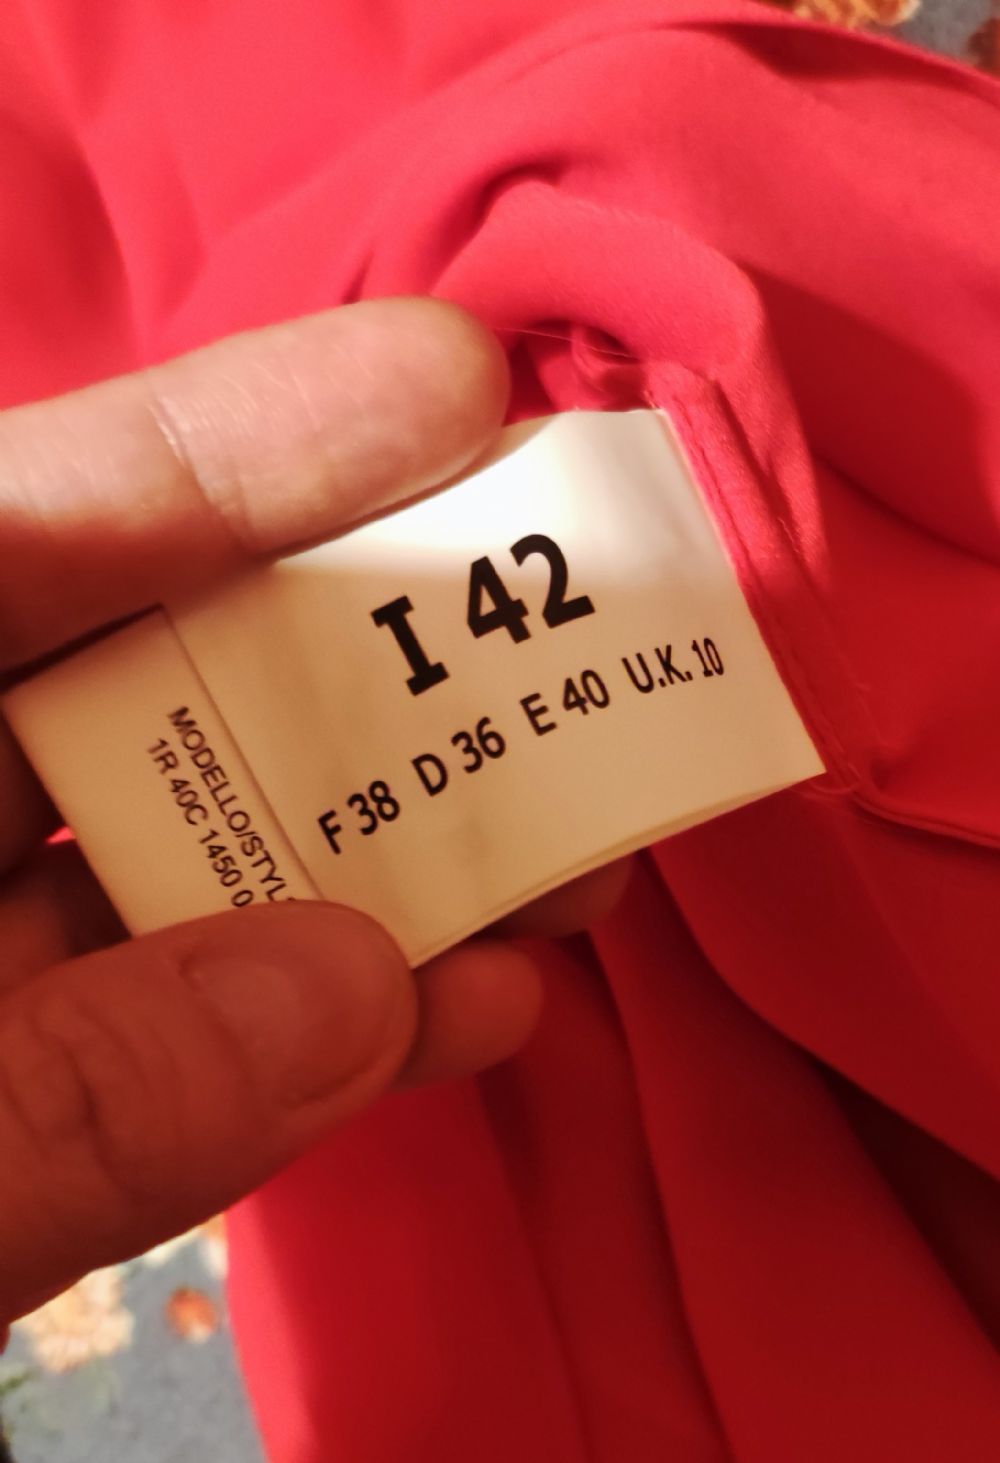 I 42
F 38 D 36 E 40 U.K. 10
MODELLO/STYL
1R 40C 1450 0